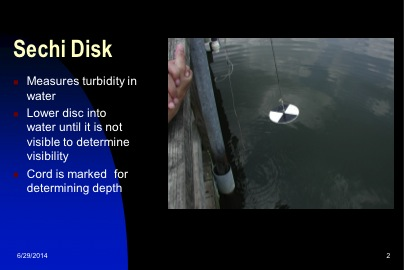 Sechi Disk
Measures turbidity in
water
Lower disc into
water until it is not
visible to determine
visibility
Cord is marked for
determining depth
6/29/2014
2